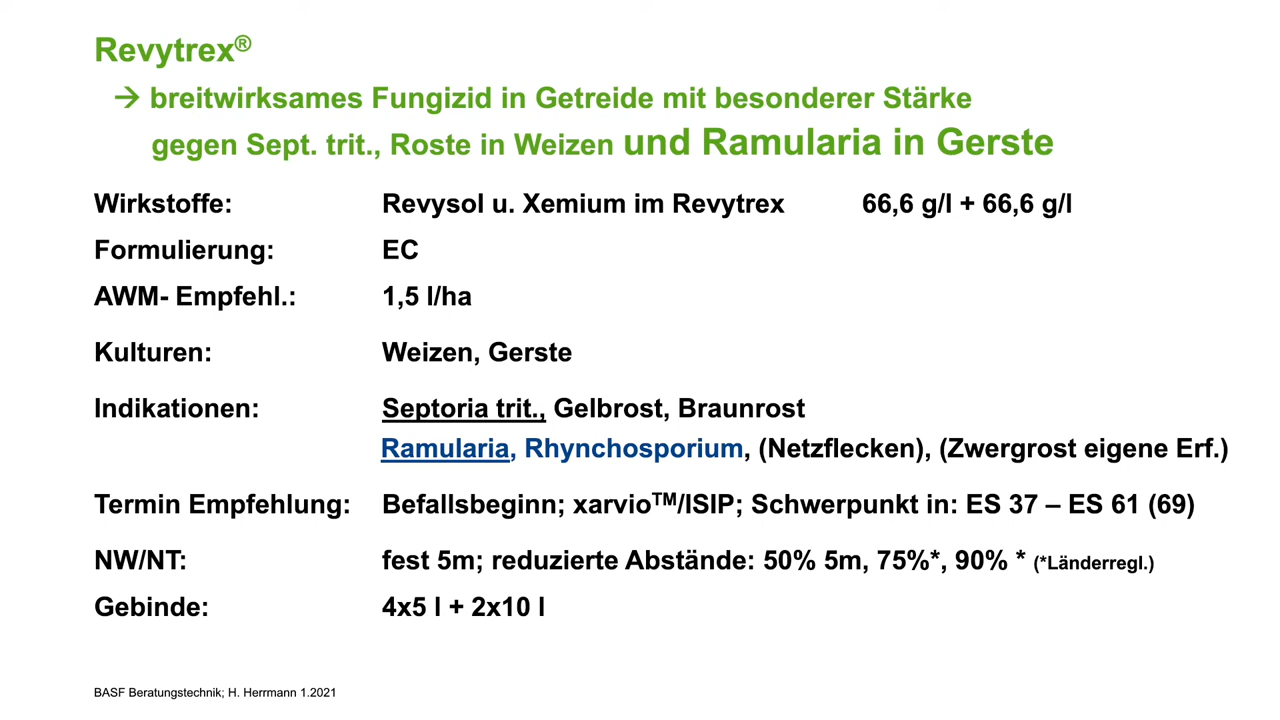 Revytrex®
→ breitwirksames Fungizid in Getreide mit besonderer Stärke
gegen Sept. trit., Roste in Weizen und Ramularia in Gerste
Wirkstoffe: Revysol u. Xemium im Revytrex 66,6 g/l + 66,6 g/l
Formulierung: EC
AWM- Empfehl.: 1,5 l/ha
Kulturen: Weizen, Gerste
Indikationen: Septoria trit., Gelbrost, Braunrost
Ramularia, Rhynchosporium, (Netzflecken), (Zwergrost eigene Erf.)
Termin Empfehlung: Befallsbeginn; xarvio™/ISIP; Schwerpunkt in: ES 37 – ES 61 (69)
NW/NT: fest 5m; reduzierte Abstände: 50% 5m, 75%*, 90% * (*Länderregl.)
Gebinde: 4x5 l + 2x10 l
BASF Beratungstechnik; H. Herrmann 1.2021